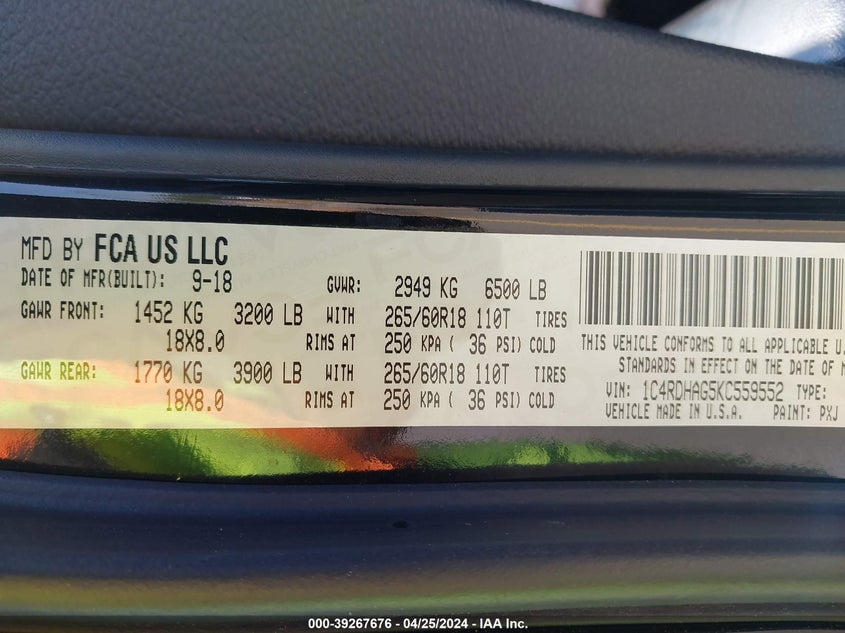 MFD BY FCA US LLC
DATE OF MFR(BUILT): 9-18 GVWR: 2949 KG 6500 LB
GAWR FRONT: 1452 KG 3200 LB WITH 265/60R18 110T TIRES
18X8.0 RIMS AT 250 KPA ( 36 PSI) COLD
GAWR REAR: 1770 KG 3900 LB WITH 265/60R18 110T TIRES
18X8.0 RIMS AT 250 KPA ( 36 PSI) COLD
THIS VEHICLE CONFORMS TO ALL APPLICABLE U.
STANDARDS IN EFFECT ON THE DATE OF M
VIN: 1C4RDHAG5KC559552 TYPE:
VEHICLE MADE IN U.S.A. PAINT: PXJ
000-39267676 - 04/25/2024 - IAA Inc.